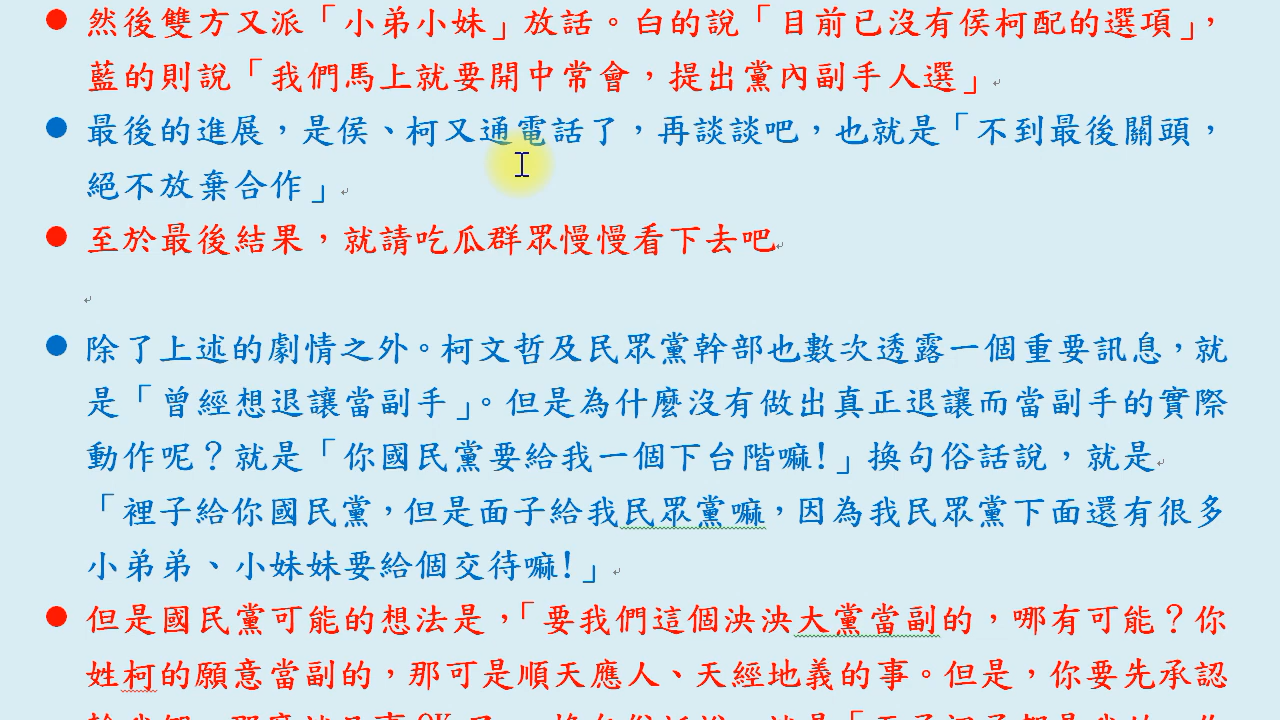 然後雙方又派「小弟小妹」放話。白的說「目前已沒有侯柯配的選項」,
藍的則說「我們馬上就要開中常會,提出黨內副手人選」
最後的進展,是侯、柯又通電話了,再談談吧,也就是「不到最後關頭,
絕不放棄合作」
至於最後結果,就請吃瓜群眾慢慢看下去吧
除了上述的劇情之外。柯文哲及民眾黨幹部也數次透露一個重要訊息,就
是「曾經想退讓當副手」。但是為什麼沒有做出真正退讓而當副手的實際
動作呢?就是「你國民黨要給我一個下台階嘛!」換句俗話說,就是
「裡子給你國民黨,但是面子給我民眾黨嘛,因為我民眾黨下面還有很多
小弟弟、小妹妹要給個交待嘛!」
但是國民黨可能的想法是,「要我們這個泱泱大黨當副的,哪有可能?你
姓柯的願意當副的,那可是順天應人、天經地義的事。但是,你要先承認